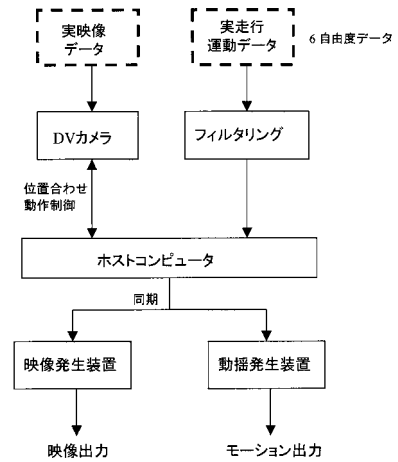 実映像
データ
実走行
運動データ
6 自由度データ
DVカメラ
フィルタリング
位置合わせ
動作制御
ホストコンピュータ
同期
映像発生装置
動揺発生装置
映像出力
モーション出力